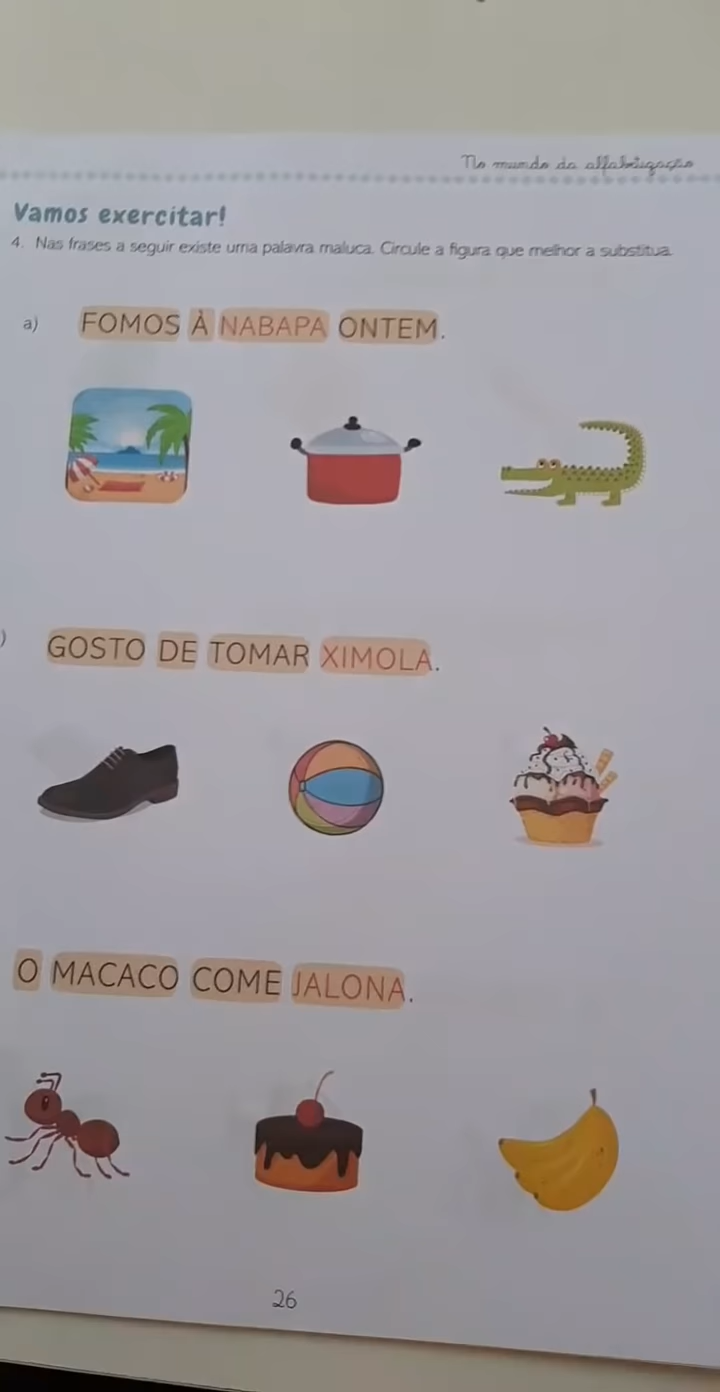 No mundo da alfabetização
Vamos exercitar!
4. Nas frases a seguir existe uma palavra maluca. Circule a figura que melhor a substitua.
a) FOMOS À NABAPA ONTEM.
) GOSTO DE TOMAR XIMOLA.
O MACACO COME JALONA.
26